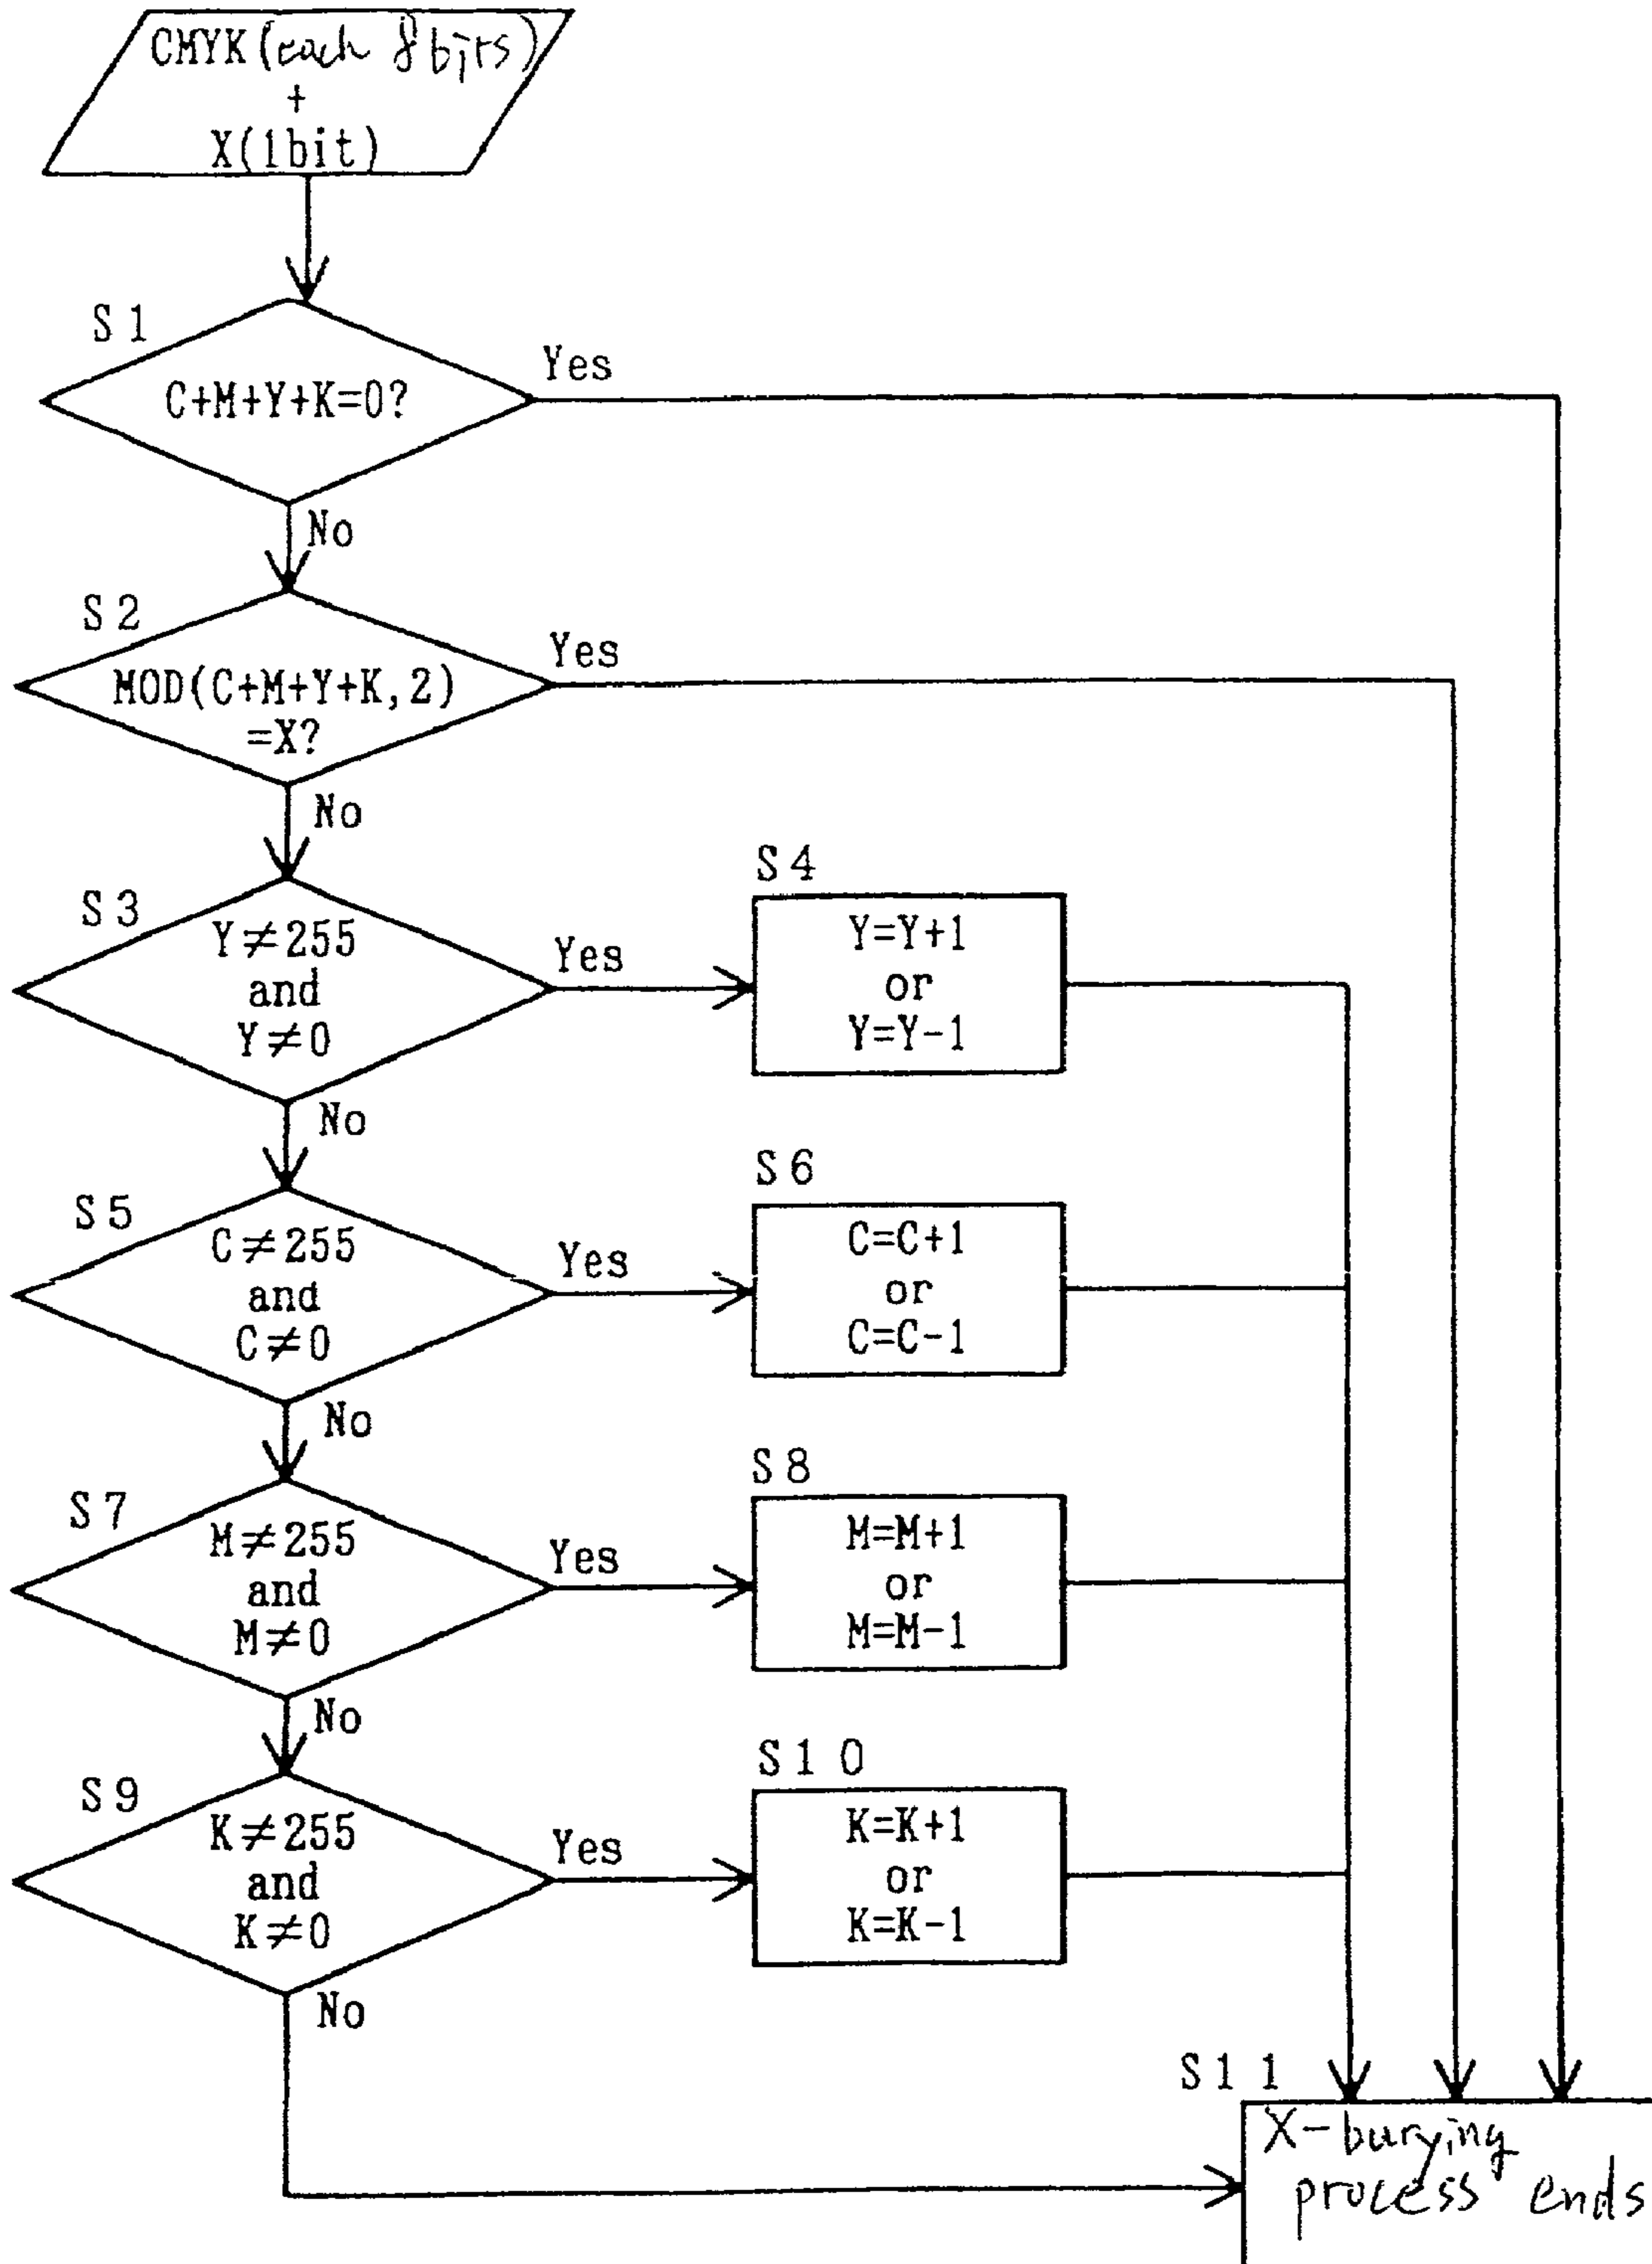 CMYK(each 8bits)
+
X(1bit)
S1
C+M+Y+K=0?
Yes
No
S2
MOD(C+M+Y+K,2)
=X?
Yes
No
S3
Y≠255
and
Y≠0
Yes
No
S4
Y=Y+1
or
Y=Y-1
S5
C≠255
and
C≠0
Yes
No
S6
C=C+1
or
C=C-1
S7
M≠255
and
M≠0
Yes
No
S8
M=M+1
or
M=M-1
S9
K≠255
and
K≠0
Yes
No
S10
K=K+1
or
K=K-1
S11
X-burying
process ends